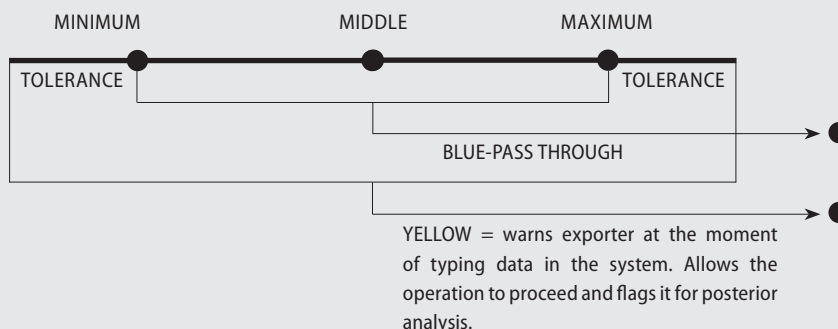 MINIMUM MIDDLE MAXIMUM
TOLERANCE TOLERANCE
BLUE-PASS THROUGH
YELLOW = warns exporter at the moment
of typing data in the system. Allows the
operation to proceed and flags it for posterior
analysis.